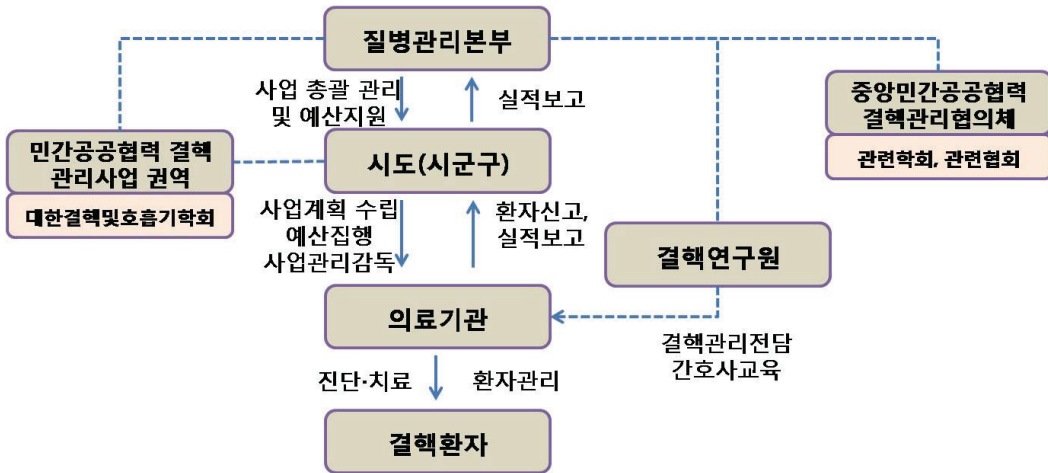 질병관리본부
사업 총괄 관리
및 예산지원
실적보고
중앙민간공공협력
결핵관리협의체
관련학회, 관련협회
민간공공협력 결핵
관리사업 권역
대한결핵및호흡기학회
시도(시군구)
사업계획 수립
예산집행
사업관리감독
환자신고,
실적보고
결핵연구원
의료기관
결핵관리전담
간호사교육
진단·치료
환자관리
결핵환자